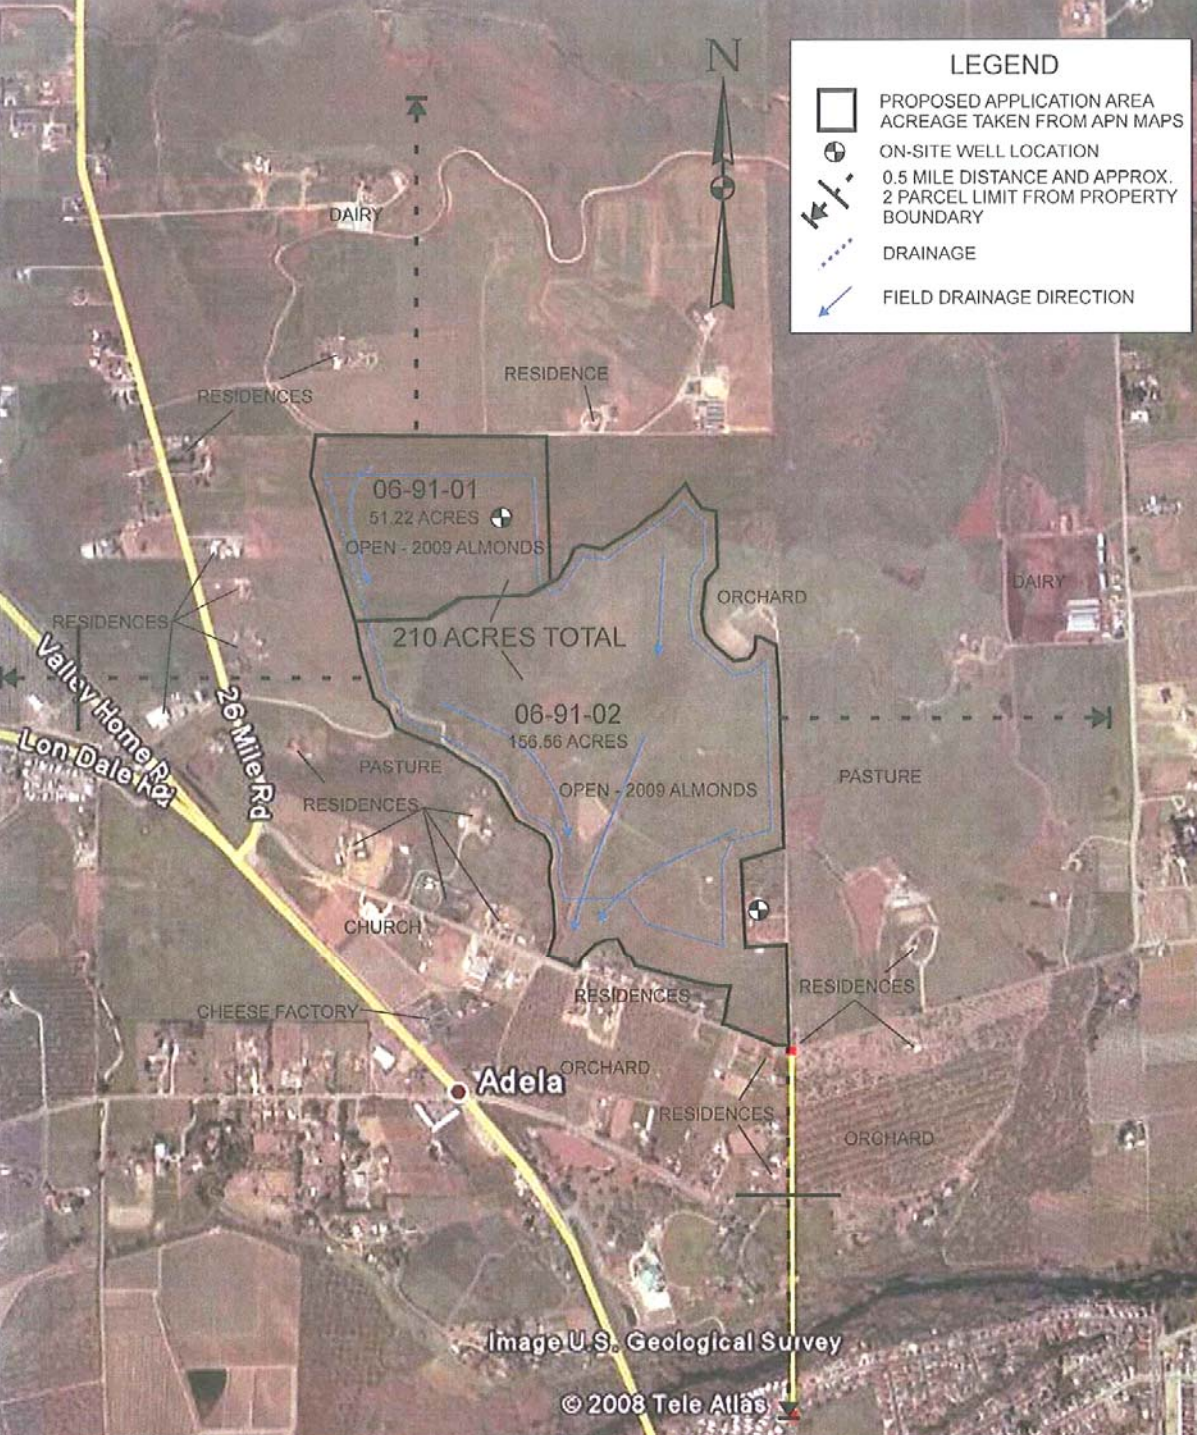 N
LEGEND
PROPOSED APPLICATION AREA
ACREAGE TAKEN FROM APN MAPS
ON-SITE WELL LOCATION
0.5 MILE DISTANCE AND APPROX.
2 PARCEL LIMIT FROM PROPERTY
BOUNDARY
DRAINAGE
FIELD DRAINAGE DIRECTION
DAIRY
RESIDENCES
RESIDENCE
06-91-01
51.22 ACRES
OPEN - 2009 ALMONDS
ORCHARD
DAIRY
RESIDENCES
210 ACRES TOTAL
Valley Home Rd
Lon Dale Rd
26 Mile Rd
06-91-02
156.56 ACRES
OPEN - 2009 ALMONDS
PASTURE
PASTURE
RESIDENCES
CHURCH
RESIDENCES
RESIDENCES
CHEESE FACTORY
ORCHARD
Adela
RESIDENCES
ORCHARD
Image U.S. Geological Survey
© 2008 Tele Atlas